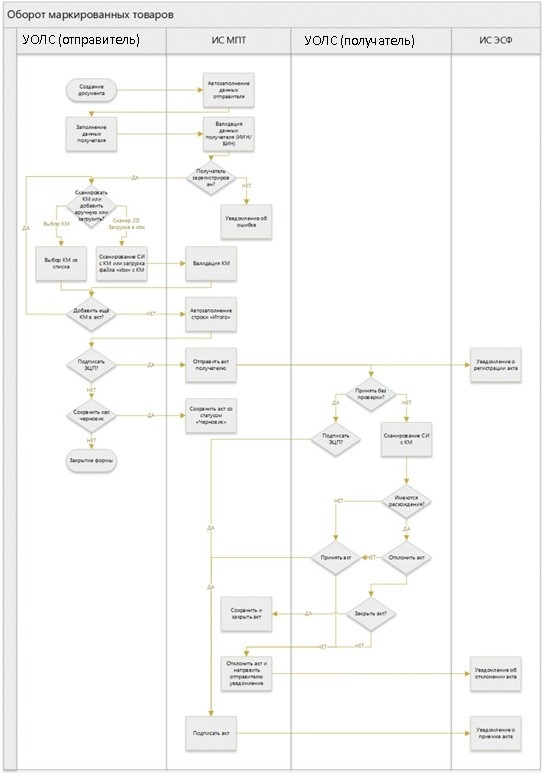 Оборот маркированных товаров
УОЛС (отправитель)
ИС МПТ
УОЛС (получатель)
ИС ЭСФ
Создание
документа
Автозаполнение
данных
отправителя
Заполнение
данных
получателя
Валидация
данных
получателя (ИИН/
БИН)
Получатель
зарегистриров
ан?
ДА
НЕТ
Уведомление об
ошибке
Сканировать
КМ или
добавить
вручную или
загрузить?
ДА
Выбор КМ
Сканер 2D
Загрузка в xlsx
Выбор КМ из
списка
Сканирование СИ
с КМ или загрузка
файла «xlsx» с КМ
Валидация КМ
Добавить ещё
КМ в акт?
НЕТ
Автозаполнение
строки «Итого»
Подписать
ЭЦП?
ДА
НЕТ
Отправить акт
получателю
Уведомление о
регистрации акта
Принять без
проверки?
ДА
НЕТ
Сохранить как
черновик
ДА
НЕТ
Сохранить акт со
статусом
«Черновик»
Подписать
ЭЦП?
Сканирование СИ
с КМ
Закрытие формы
Имеются
расхождения?
НЕТ
ДА
ДА
Принять акт
НЕТ
Отклонить акт
ДА
Сохранить и
закрыть акт
ДА
Закрыть акт?
НЕТ
НЕТ
Отклонить акт и
направить
отправителю
уведомление
Уведомление об
отклонении акта
Подписать акт
Уведомление о
приемке акта